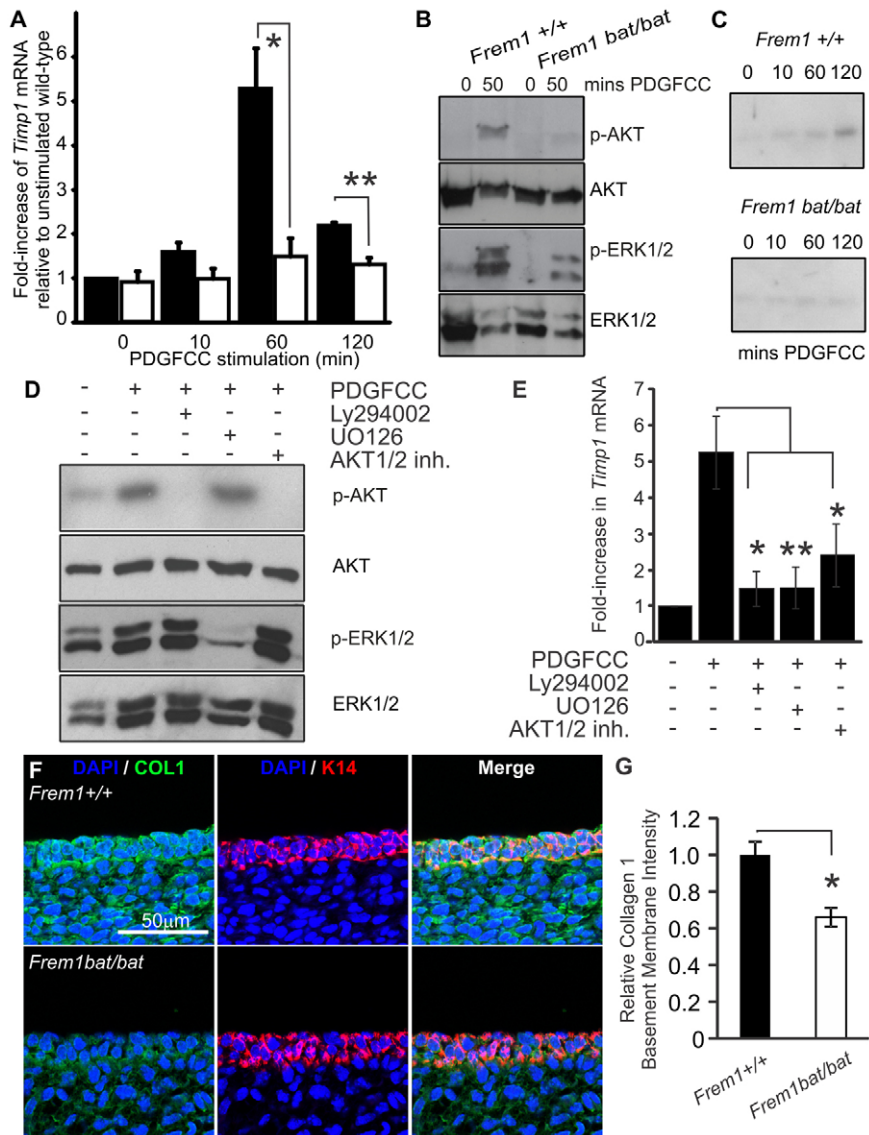 A
Fold-increase of Timp1 mRNA
relative to unstimulated wild-type
6
5
4
3
2
1
0
*
**
0 10 60 120
PDGFCC stimulation (min)
B
Frem1 +/+
Frem1 bat/bat
0 50 0 50 mins PDGFCC
p-AKT
AKT
p-ERK1/2
ERK1/2
C
Frem1 +/+
0 10 60 120
Frem1 bat/bat
0 10 60 120
mins PDGFCC
D
- + + + + PDGFCC
- - + - - Ly294002
- - - + - UO126
- - - - + AKT1/2 inh.
p-AKT
AKT
p-ERK1/2
ERK1/2
E
Fold-increase in Timp1 mRNA
7
6
5
4
3
2
1
0
* ** *
PDGFCC - + + + +
Ly294002 - - + - -
UO126 - - - + -
AKT1/2 inh. - - - - +
F
DAPI / COL1
DAPI / K14
Merge
Frem1+/+
50µm
Frem1bat/bat
G
Relative Collagen 1
Basement Membrane Intensity
1.2
1.0
0.8
0.6
0.4
0.2
0
*
Frem1+/+
Frem1bat/bat